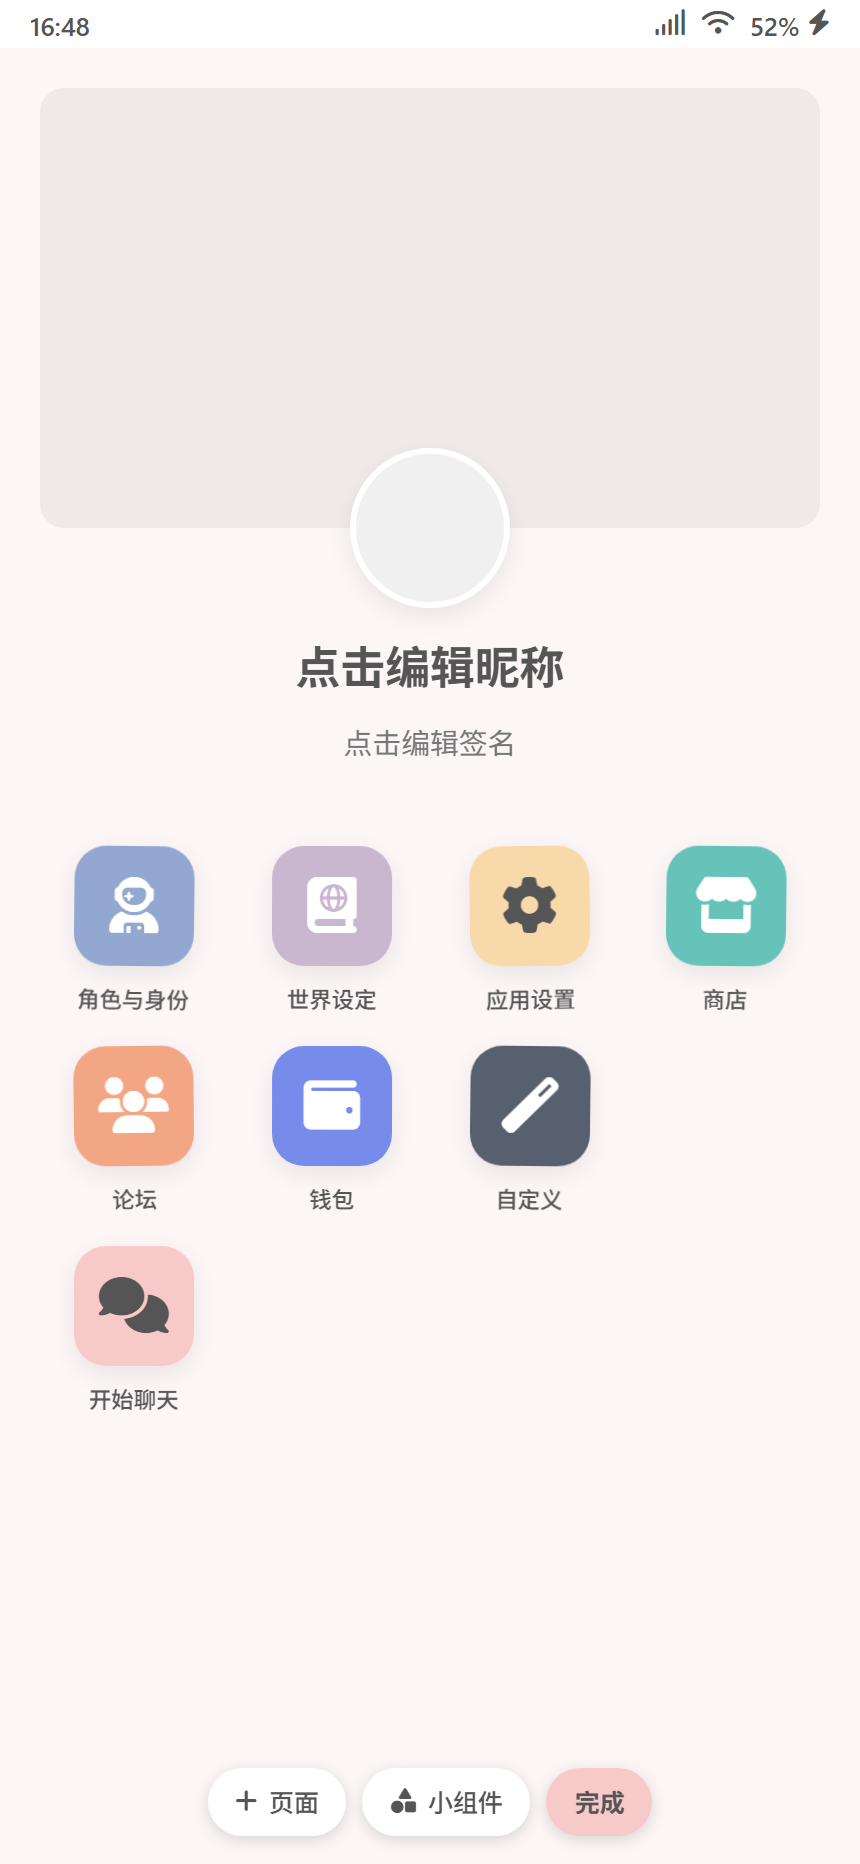 16:48
52%
点击编辑昵称
点击编辑签名
角色与身份
世界设定
应用设置
商店
论坛
钱包
自定义
开始聊天
页面
小组件
完成